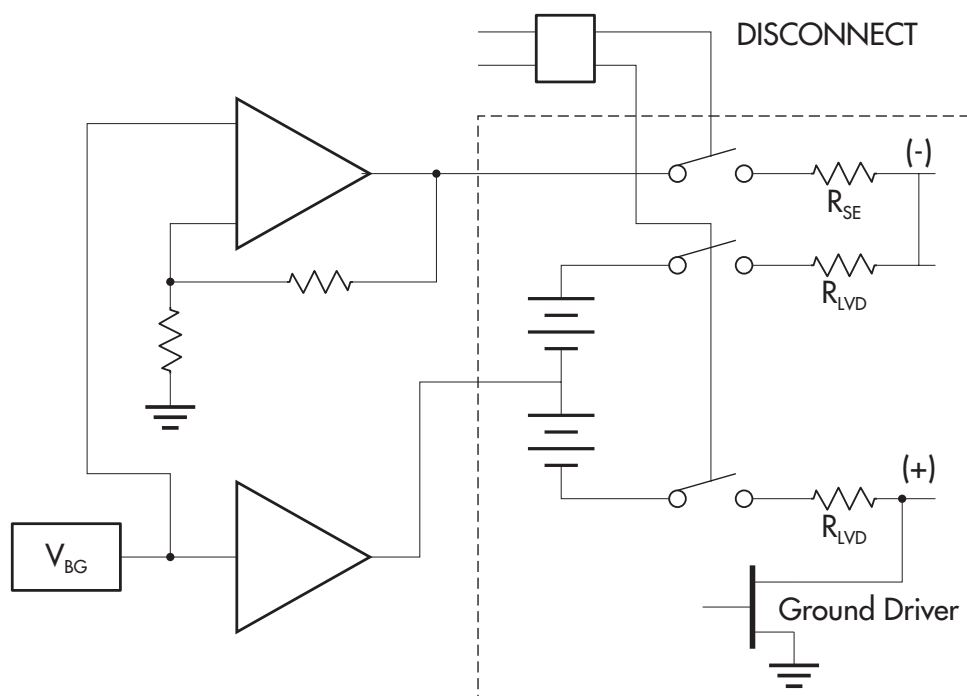 DISCONNECT
(-)
R_SE
R_LVD
(+)
R_LVD
V_BG
Ground Driver